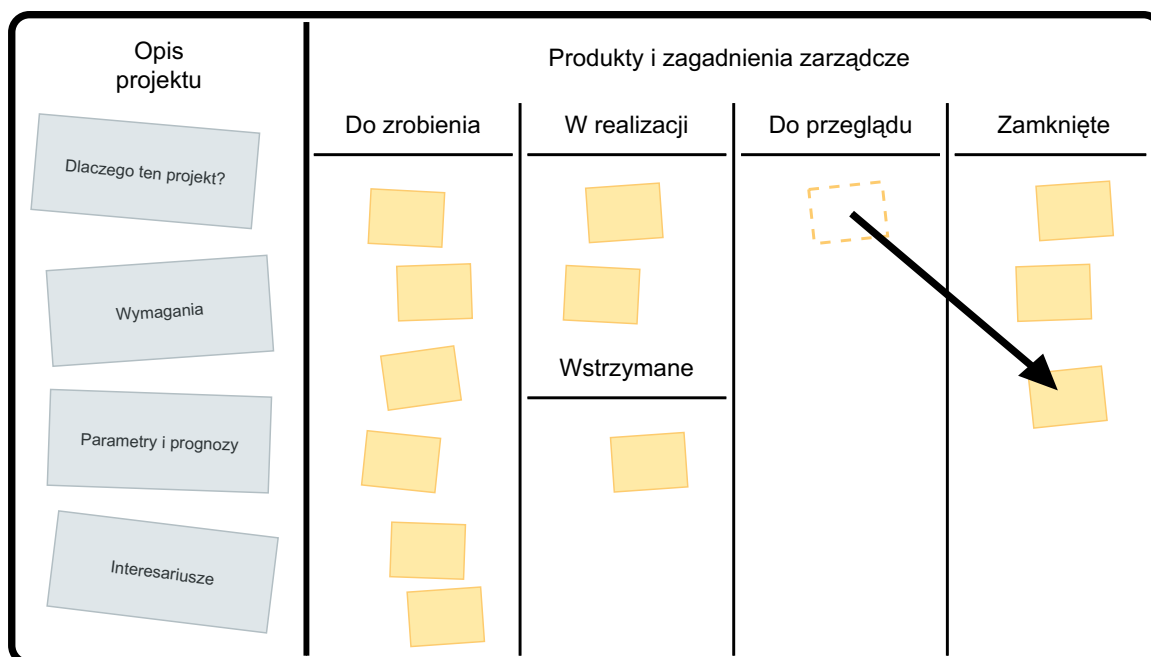 Opis
projektu
Dlaczego ten projekt?
Wymagania
Parametry i prognozy
Interesariusze
Produkty i zagadnienia zarządcze
Do zrobienia
W realizacji
Wstrzymane
Do przeglądu
Zamknięte